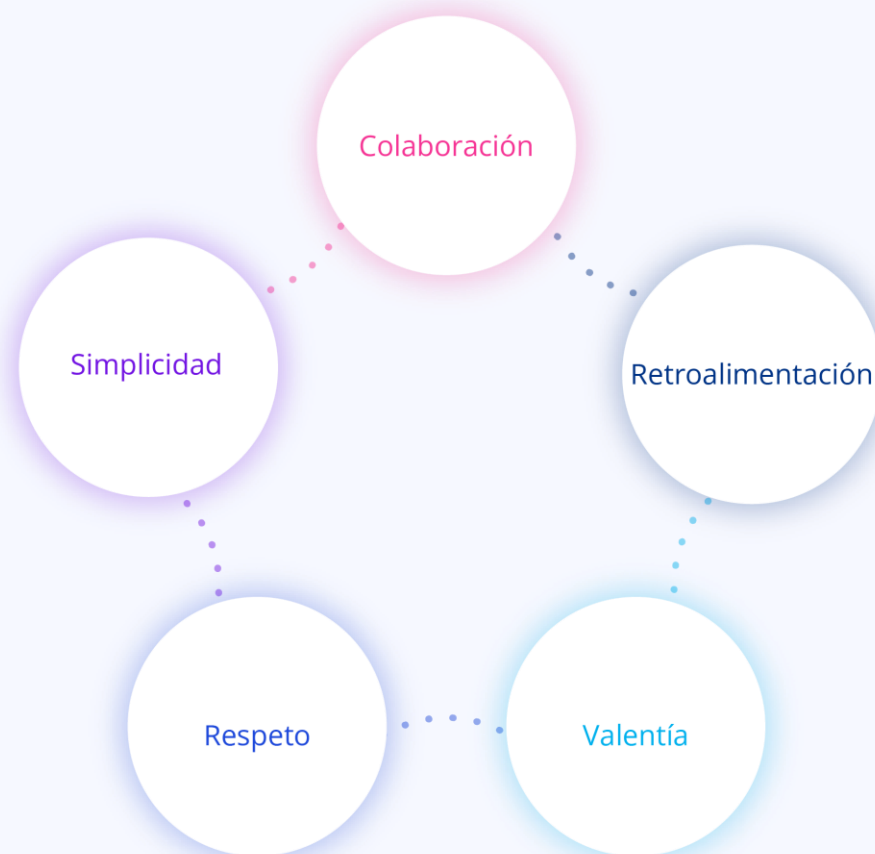 Colaboración
Simplicidad
Retroalimentación
Respeto
Valentía